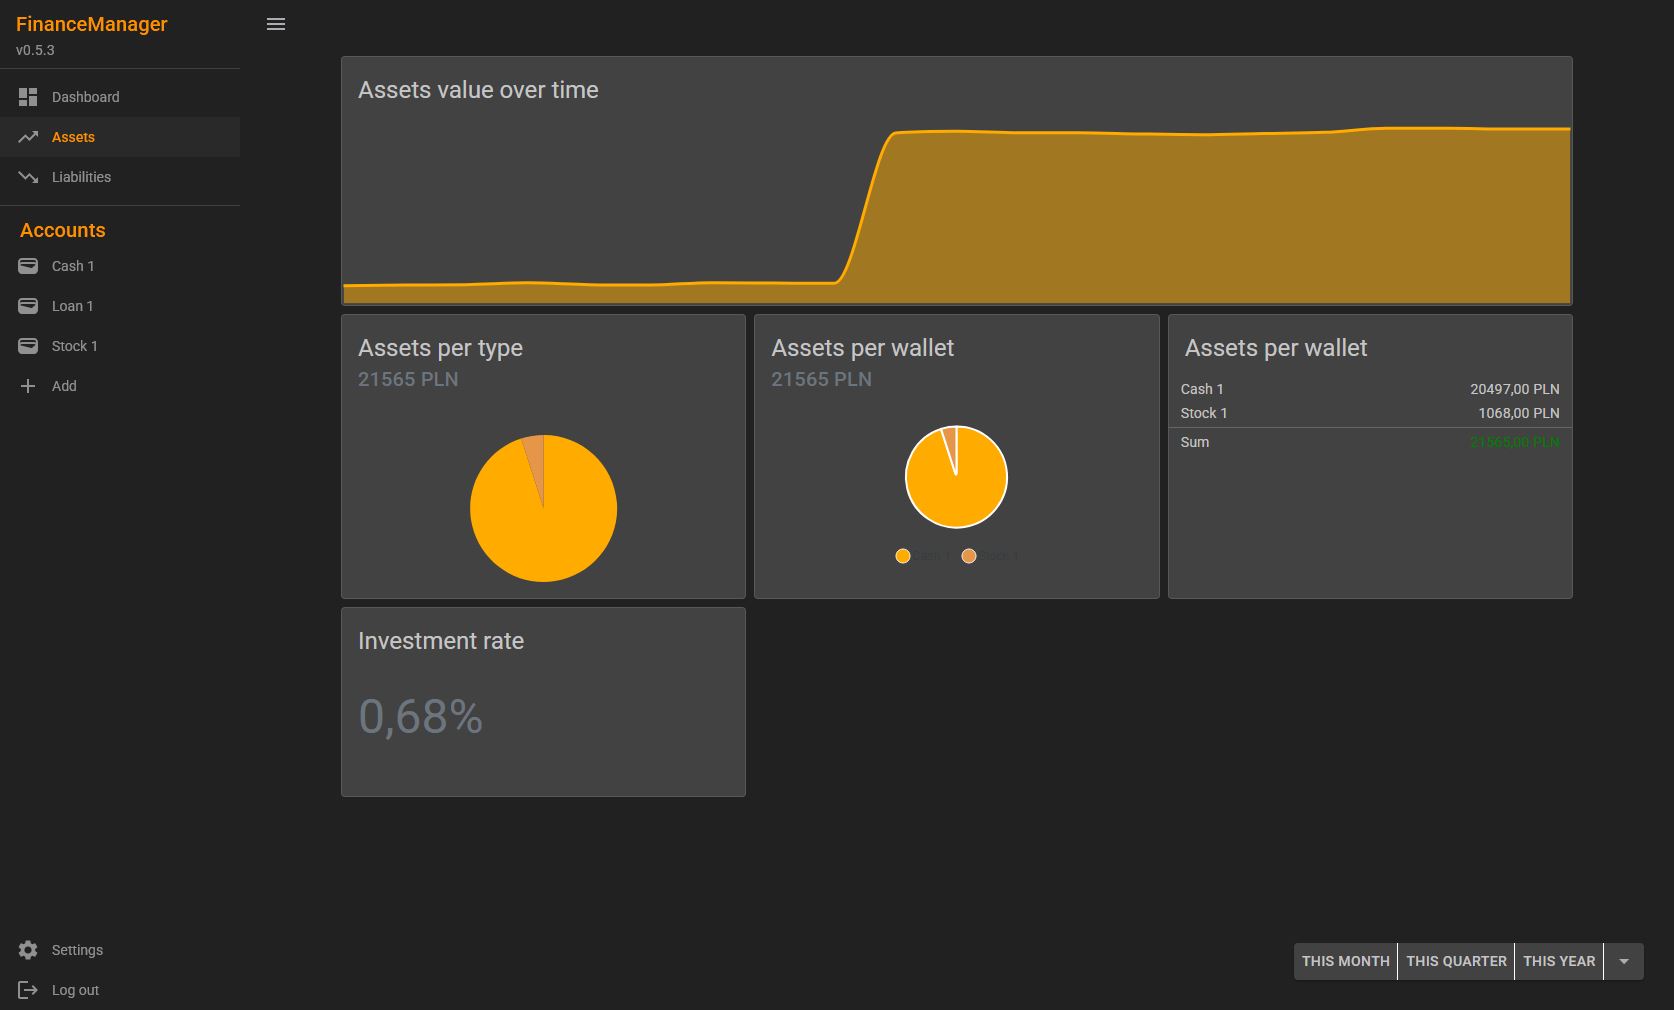 FinanceManager
v0.5.3
Dashboard
Assets
Liabilities
Accounts
Cash 1
Loan 1
Stock 1
Add
Settings
Log out
Assets value over time
Assets per type
21565 PLN
Assets per wallet
21565 PLN
Cash 1 Stock 1
Assets per wallet
Cash 1 20497,00 PLN
Stock 1 1068,00 PLN
Sum 21565,00 PLN
Investment rate
0,68%
THIS MONTH THIS QUARTER THIS YEAR